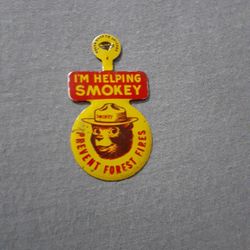 I'M HELPING
SMOKEY
SMOKEY
PREVENT FOREST FIRES